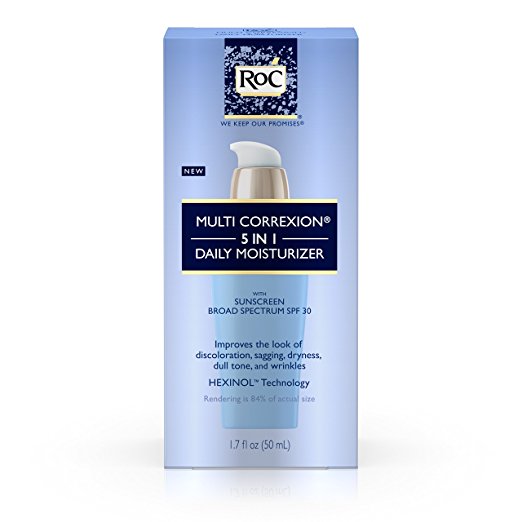 RoC®
WE KEEP OUR PROMISES®
NEW
MULTI CORREXION®
5 IN 1
DAILY MOISTURIZER
WITH
SUNSCREEN
BROAD SPECTRUM SPF 30
Improves the look of
discoloration, sagging, dryness,
dull tone, and wrinkles
HEXINOL™ Technology
Rendering is 84% of actual size
1.7 fl oz (50 mL)